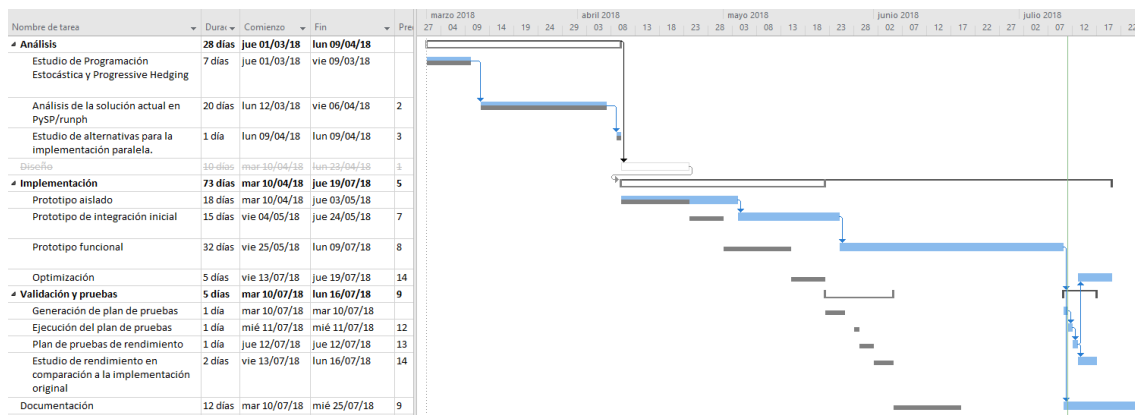 marzo 2018 abril 2018 mayo 2018 junio 2018 julio 2018
Nombre de tarea Durac Comienzo Fin Pre 27 04 09 14 19 24 29 03 08 13 18 23 28 03 08 13 18 23 28 02 07 12 17 22 27 02 07 12 17 22
Análisis 28 días jue 01/03/18 lun 09/04/18
Estudio de Programación 7 días jue 01/03/18 vie 09/03/18
Estocástica y Progressive Hedging
Análisis de la solución actual en 20 días lun 12/03/18 vie 06/04/18 2
PySP/runph
Estudio de alternativas para la 1 día lun 09/04/18 lun 09/04/18 3
implementación paralela.
Diseño 10 días mar 10/04/18 lun 23/04/18 1
Implementación 73 días mar 10/04/18 jue 19/07/18 5
Prototipo aislado 18 días mar 10/04/18 jue 03/05/18
Prototipo de integración inicial 15 días vie 04/05/18 jue 24/05/18 7
Prototipo funcional 32 días vie 25/05/18 lun 09/07/18 8
Optimización 5 días vie 13/07/18 jue 19/07/18 14
Validación y pruebas 5 días mar 10/07/18 lun 16/07/18 9
Generación de plan de pruebas 1 día mar 10/07/18 mar 10/07/18
Ejecución del plan de pruebas 1 día mié 11/07/18 mié 11/07/18 12
Plan de pruebas de rendimiento 1 día jue 12/07/18 jue 12/07/18 13
Estudio de rendimiento en 2 días vie 13/07/18 lun 16/07/18 14
comparación a la implementación
original
Documentación 12 días mar 10/07/18 mié 25/07/18 9